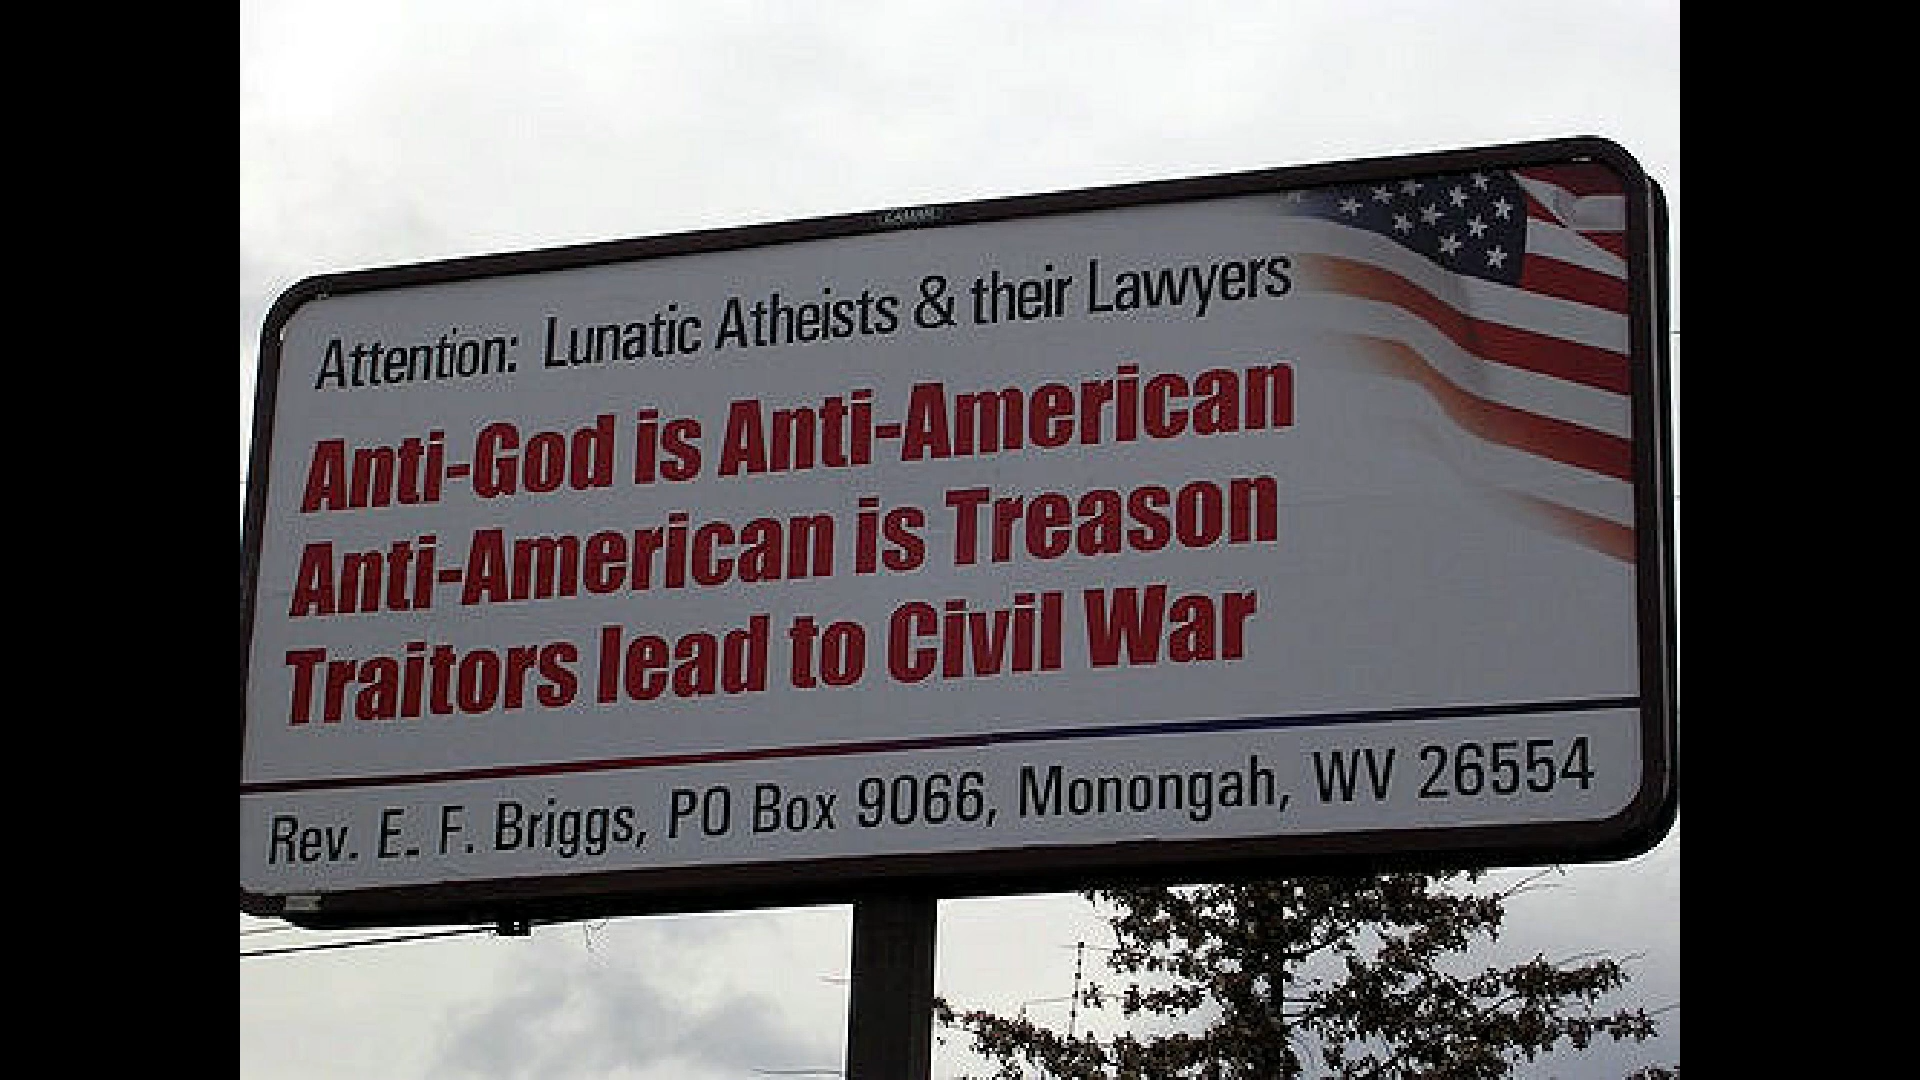 Attention: Lunatic Atheists & their Lawyers
Anti-God is Anti-American
Anti-American is Treason
Traitors lead to Civil War
Rev. E. F. Briggs, PO Box 9066, Monongah, WV 26554